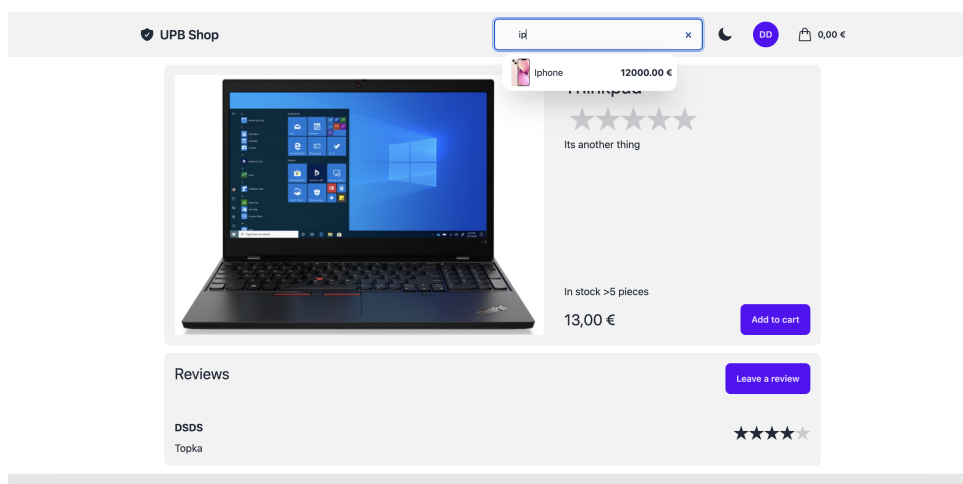 UPB Shop
ip
DD
0,00 €
Iphone 12000.00 €
Thinkpad
Its another thing
In stock >5 pieces
13,00 €
Add to cart
Reviews
Leave a review
DSDS
Topka